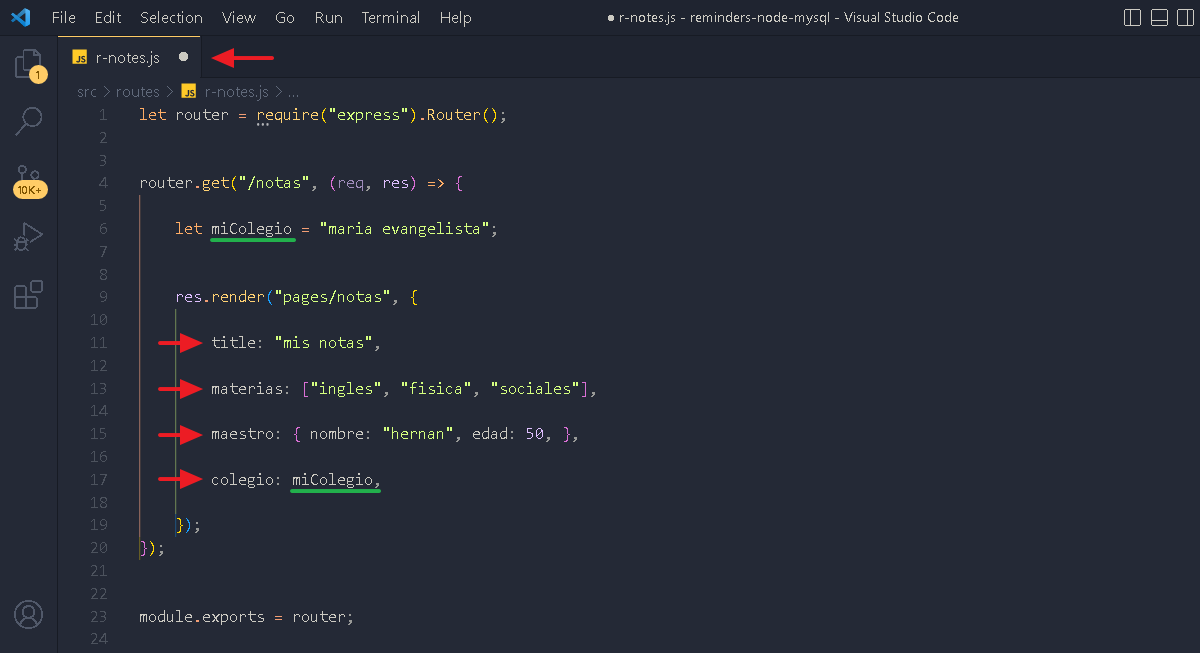 File Edit Selection View Go Run Terminal Help ● r-notes.js - reminders-node-mysql - Visual Studio Code
JS r-notes.js ●
1
src > routes > JS r-notes.js > ...
1 let router = require("express").Router();
2
3
4 router.get("/notas", (req, res) => {
10K+
5
6 let miColegio = "maria evangelista";
7
8
9 res.render("pages/notas", {
10
11 title: "mis notas",
12
13 materias: ["ingles", "fisica", "sociales"],
14
15 maestro: { nombre: "hernan", edad: 50, },
16
17 colegio: miColegio,
18
19 });
20 });
21
22
23 module.exports = router;
24